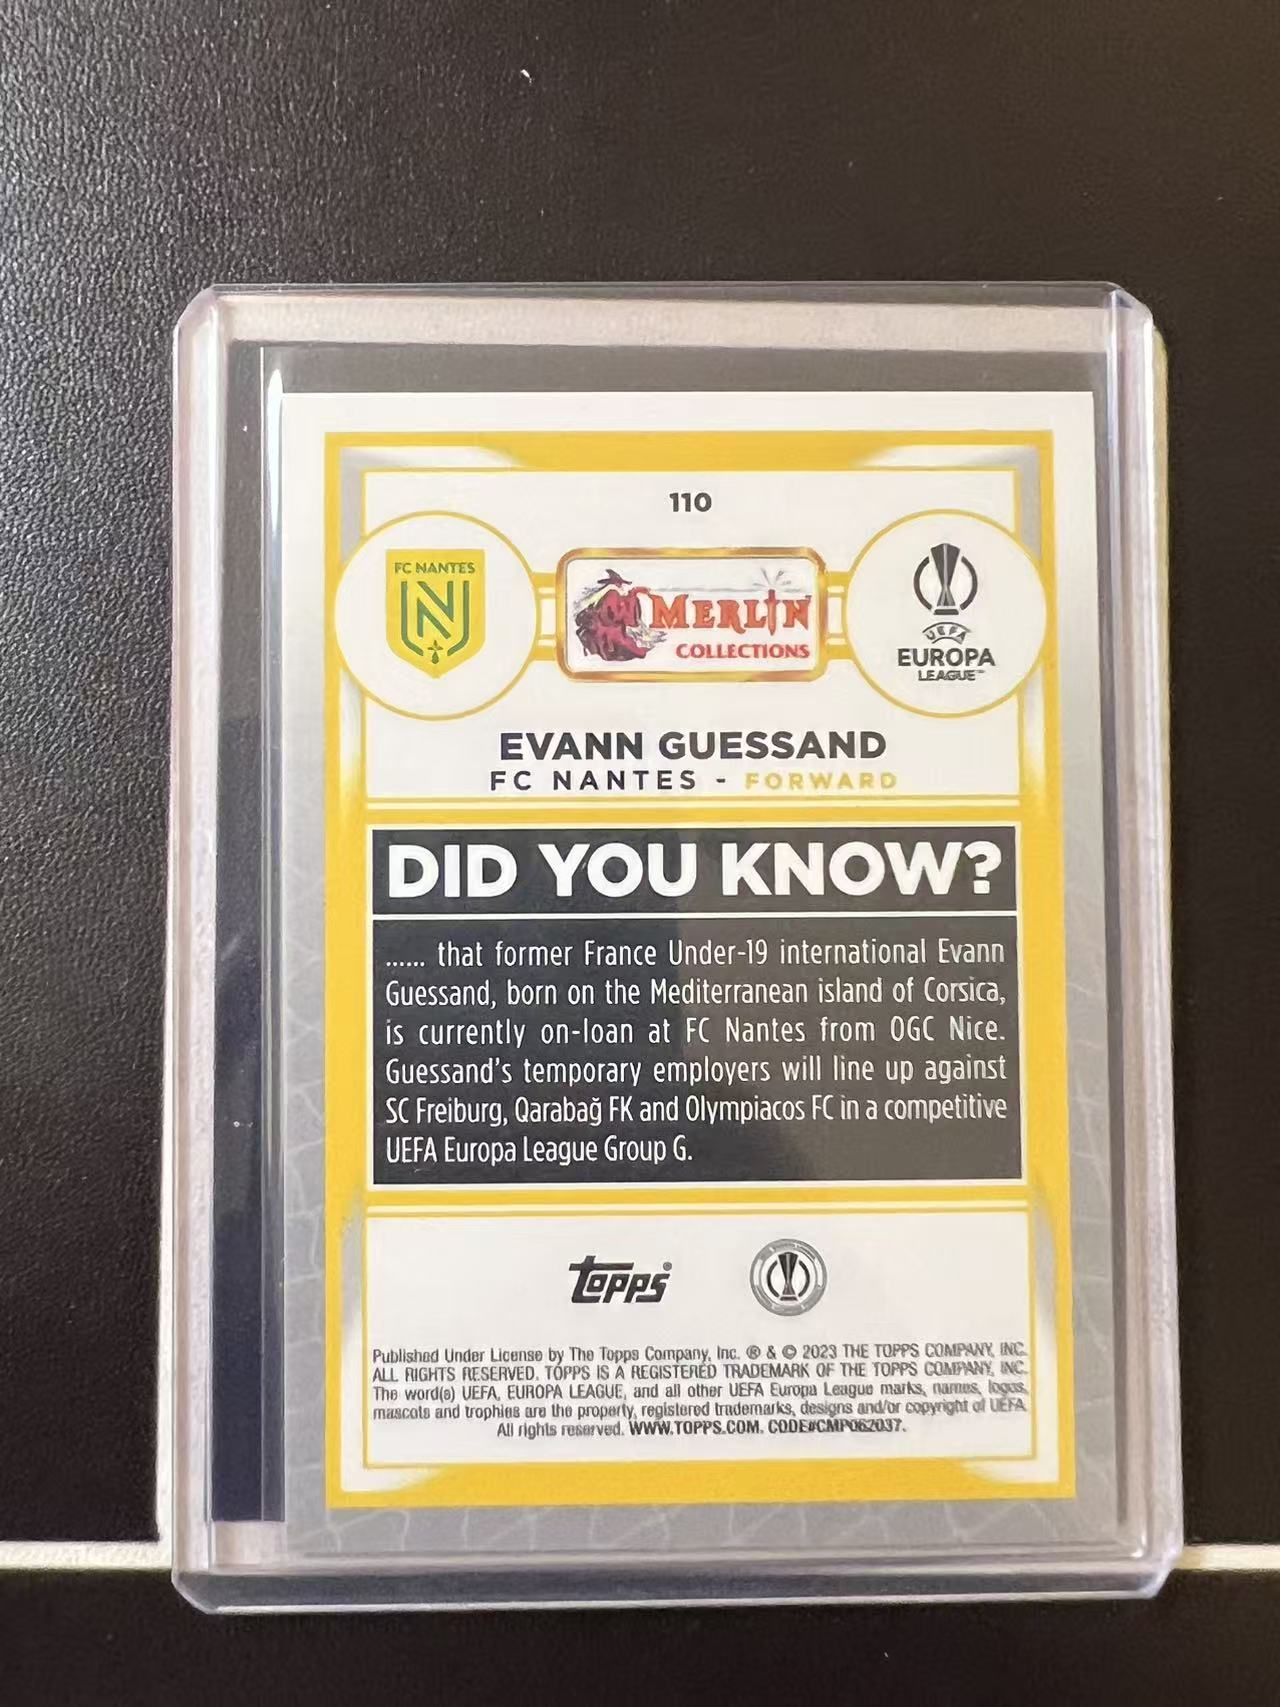 110
FC NANTES
N
MERLIN
COLLECTIONS
UEFA
EUROPA
LEAGUE™
EVANN GUESSAND
FC NANTES - FORWARD
DID YOU KNOW?
...... that former France Under-19 international Evann
Guessand, born on the Mediterranean island of Corsica,
is currently on-loan at FC Nantes from OGC Nice.
Guessand's temporary employers will line up against
SC Freiburg, Qarabağ FK and Olympiacos FC in a competitive
UEFA Europa League Group G.
topps®
Published Under License by The Topps Company, Inc. ® & © 2023 THE TOPPS COMPANY, INC.
ALL RIGHTS RESERVED. TOPPS IS A REGISTERED TRADEMARK OF THE TOPPS COMPANY, INC.
The word(s) UEFA, EUROPA LEAGUE, and all other UEFA Europa League marks, names, logos,
mascots and trophies are the property, registered trademarks, designs and/or copyright of UEFA.
All rights reserved. WWW.TOPPS.COM. CODE#CMP062037.